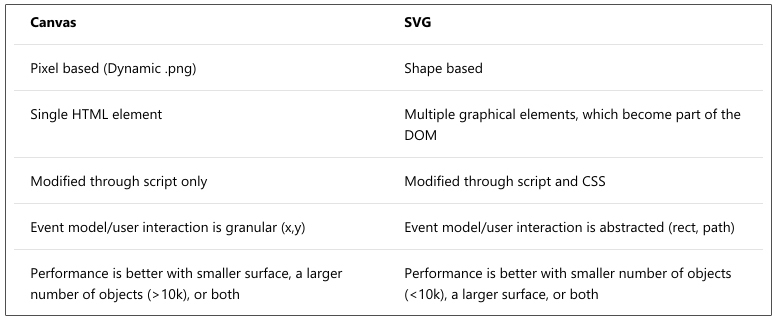 Canvas SVG
Pixel based (Dynamic .png) Shape based
Single HTML element Multiple graphical elements, which become part of the
DOM
Modified through script only Modified through script and CSS
Event model/user interaction is granular (x,y) Event model/user interaction is abstracted (rect, path)
Performance is better with smaller surface, a larger Performance is better with smaller number of objects
number of objects (>10k), or both (<10k), a larger surface, or both